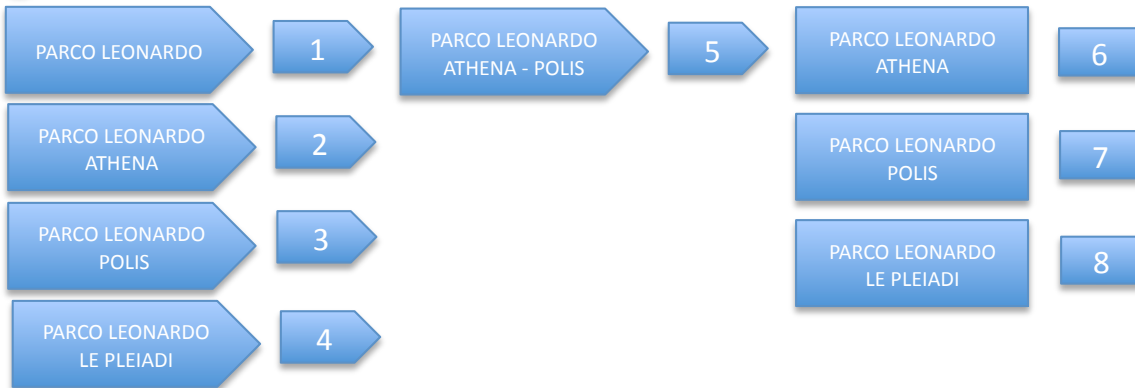 PARCO LEONARDO
1
PARCO LEONARDO
ATHENA - POLIS
5
PARCO LEONARDO
ATHENA
6
PARCO LEONARDO
ATHENA
2
PARCO LEONARDO
POLIS
7
PARCO LEONARDO
POLIS
3
PARCO LEONARDO
LE PLEIADI
8
PARCO LEONARDO
LE PLEIADI
4